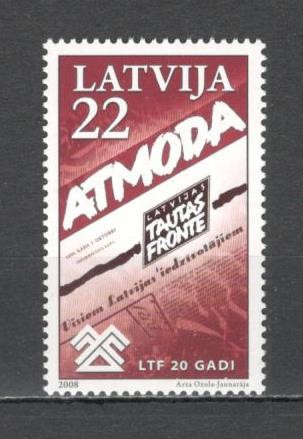 LATVIJA
22
ATMODA
LATVIJAS
TAUTAS
FRONTE
Visiem Latvijas iedzīvotājiem
LTF 20 GADI
2008
Arta Ozola-Jaunarāja